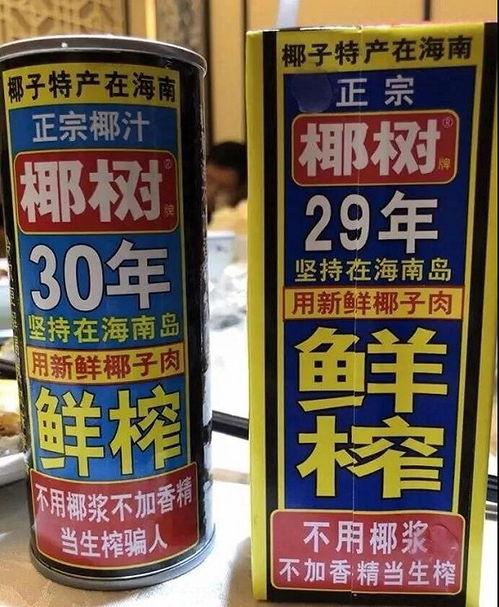 椰子特产在海南
正宗椰汁
椰树®牌
30年
坚持在海南岛
用新鲜椰子肉
鲜榨
不用椰浆不加香精
当生榨骗人
椰子特产在海南
正宗
椰树®牌
29年
坚持在海南岛
用新鲜椰子肉
鲜榨
不用椰浆
不加香精当生榨